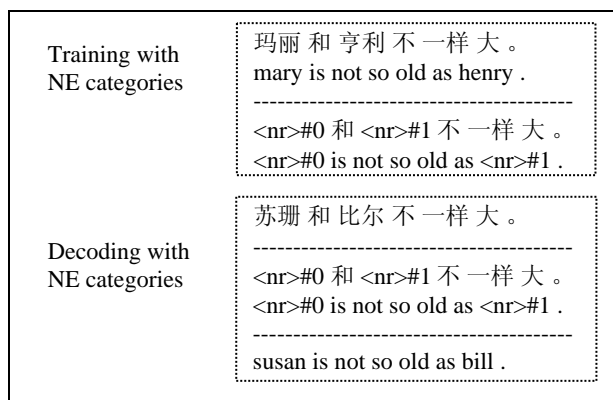 Training with
NE categories
玛丽 和 亨利 不 一样 大 。
mary is not so old as henry .
----------------------------------------
<nr>#0 和 <nr>#1 不 一样 大 。
<nr>#0 is not so old as <nr>#1 .
Decoding with
NE categories
苏珊 和 比尔 不 一样 大 。
----------------------------------------
<nr>#0 和 <nr>#1 不 一样 大 。
<nr>#0 is not so old as <nr>#1 .
----------------------------------------
susan is not so old as bill .